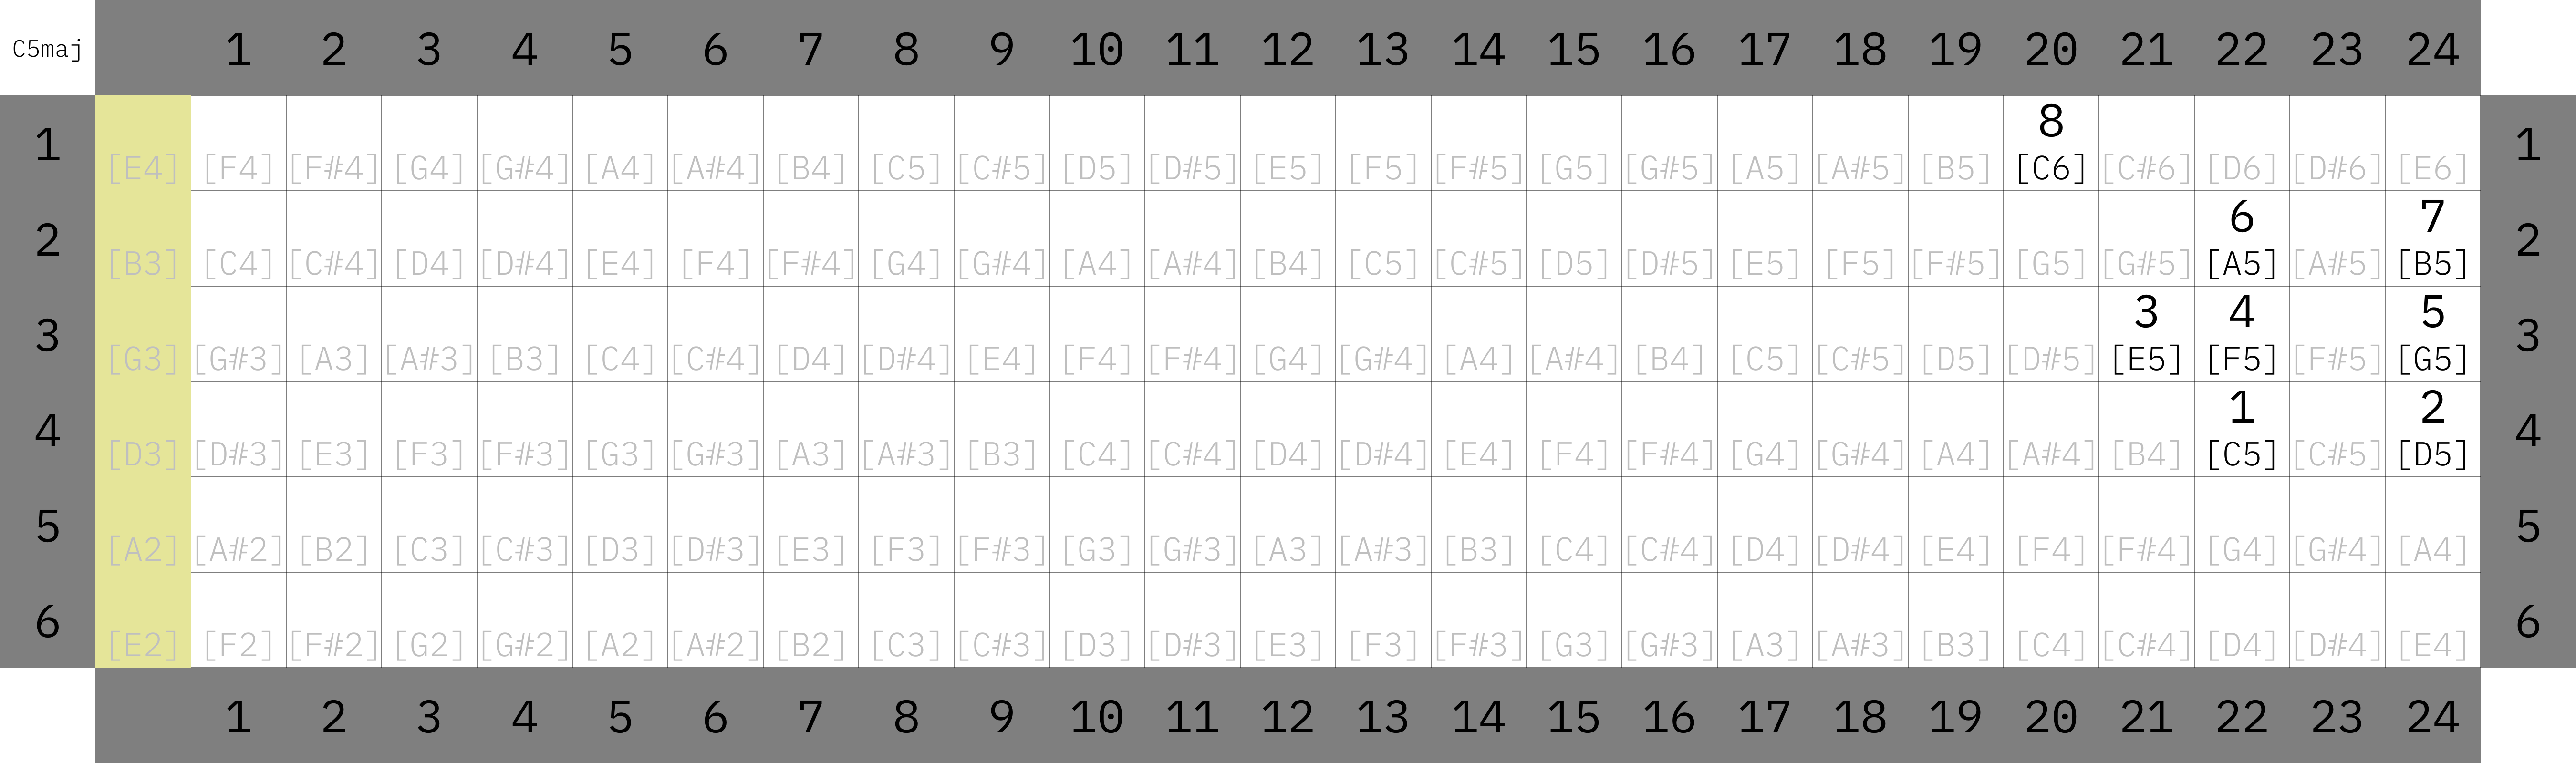 C5maj 1 2 3 4 5 6 7 8 9 10 11 12 13 14 15 16 17 18 19 20 21 22 23 24
8
1 [E4] [F4] [F#4] [G4] [G#4] [A4] [A#4] [B4] [C5] [C#5] [D5] [D#5] [E5] [F5] [F#5] [G5] [G#5] [A5] [A#5] [B5] [C6] [C#6] [D6] [D#6] [E6] 1
6 7
2 [B3] [C4] [C#4] [D4] [D#4] [E4] [F4] [F#4] [G4] [G#4] [A4] [A#4] [B4] [C5] [C#5] [D5] [D#5] [E5] [F5] [F#5] [G5] [G#5] [A5] [A#5] [B5] 2
3 4 5
3 [G3] [G#3] [A3] [A#3] [B3] [C4] [C#4] [D4] [D#4] [E4] [F4] [F#4] [G4] [G#4] [A4] [A#4] [B4] [C5] [C#5] [D5] [D#5] [E5] [F5] [F#5] [G5] 3
1 2
4 [D3] [D#3] [E3] [F3] [F#3] [G3] [G#3] [A3] [A#3] [B3] [C4] [C#4] [D4] [D#4] [E4] [F4] [F#4] [G4] [G#4] [A4] [A#4] [B4] [C5] [C#5] [D5] 4
5 [A2] [A#2] [B2] [C3] [C#3] [D3] [D#3] [E3] [F3] [F#3] [G3] [G#3] [A3] [A#3] [B3] [C4] [C#4] [D4] [D#4] [E4] [F4] [F#4] [G4] [G#4] [A4] 5
6 [E2] [F2] [F#2] [G2] [G#2] [A2] [A#2] [B2] [C3] [C#3] [D3] [D#3] [E3] [F3] [F#3] [G3] [G#3] [A3] [A#3] [B3] [C4] [C#4] [D4] [D#4] [E4] 6
1 2 3 4 5 6 7 8 9 10 11 12 13 14 15 16 17 18 19 20 21 22 23 24